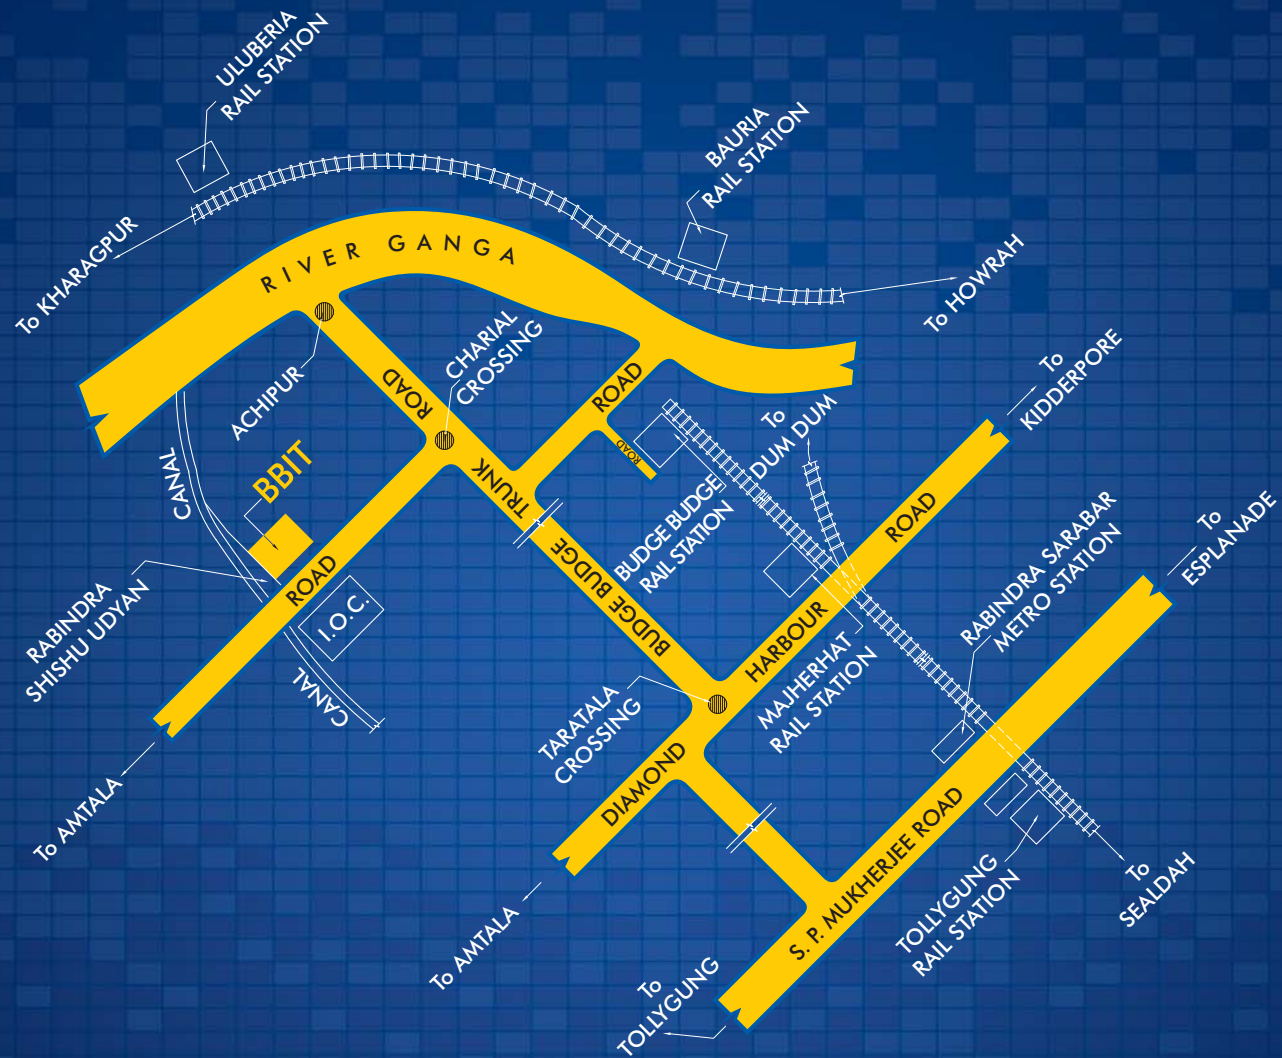 ULUBERIA
RAIL STATION
BAURIA
RAIL STATION
To KHARAGPUR
RIVER GANGA
To HOWRAH
ACHIPUR
CHARIAL
CROSSING
ROAD
ROAD
ROAD
To
KIDDERPORE
To
DUM DUM
CANAL
BBIT
TRUNK
BUDGE BUDGE
BUDGE BUDGE
RAIL STATION
ROAD
RABINDRA SARABAR
METRO STATION
To
ESPLANADE
RABINDRA
SHISHU UDYAN
ROAD
I.O.C.
CANAL
HARBOUR
MAJHERHAT
RAIL STATION
TARATALA
CROSSING
DIAMOND
To AMTALA
To AMTALA
S. P. MUKHERJEE ROAD
TOLLYGUNG
RAIL STATION
To
SEALDAH
To
TOLLYGUNG